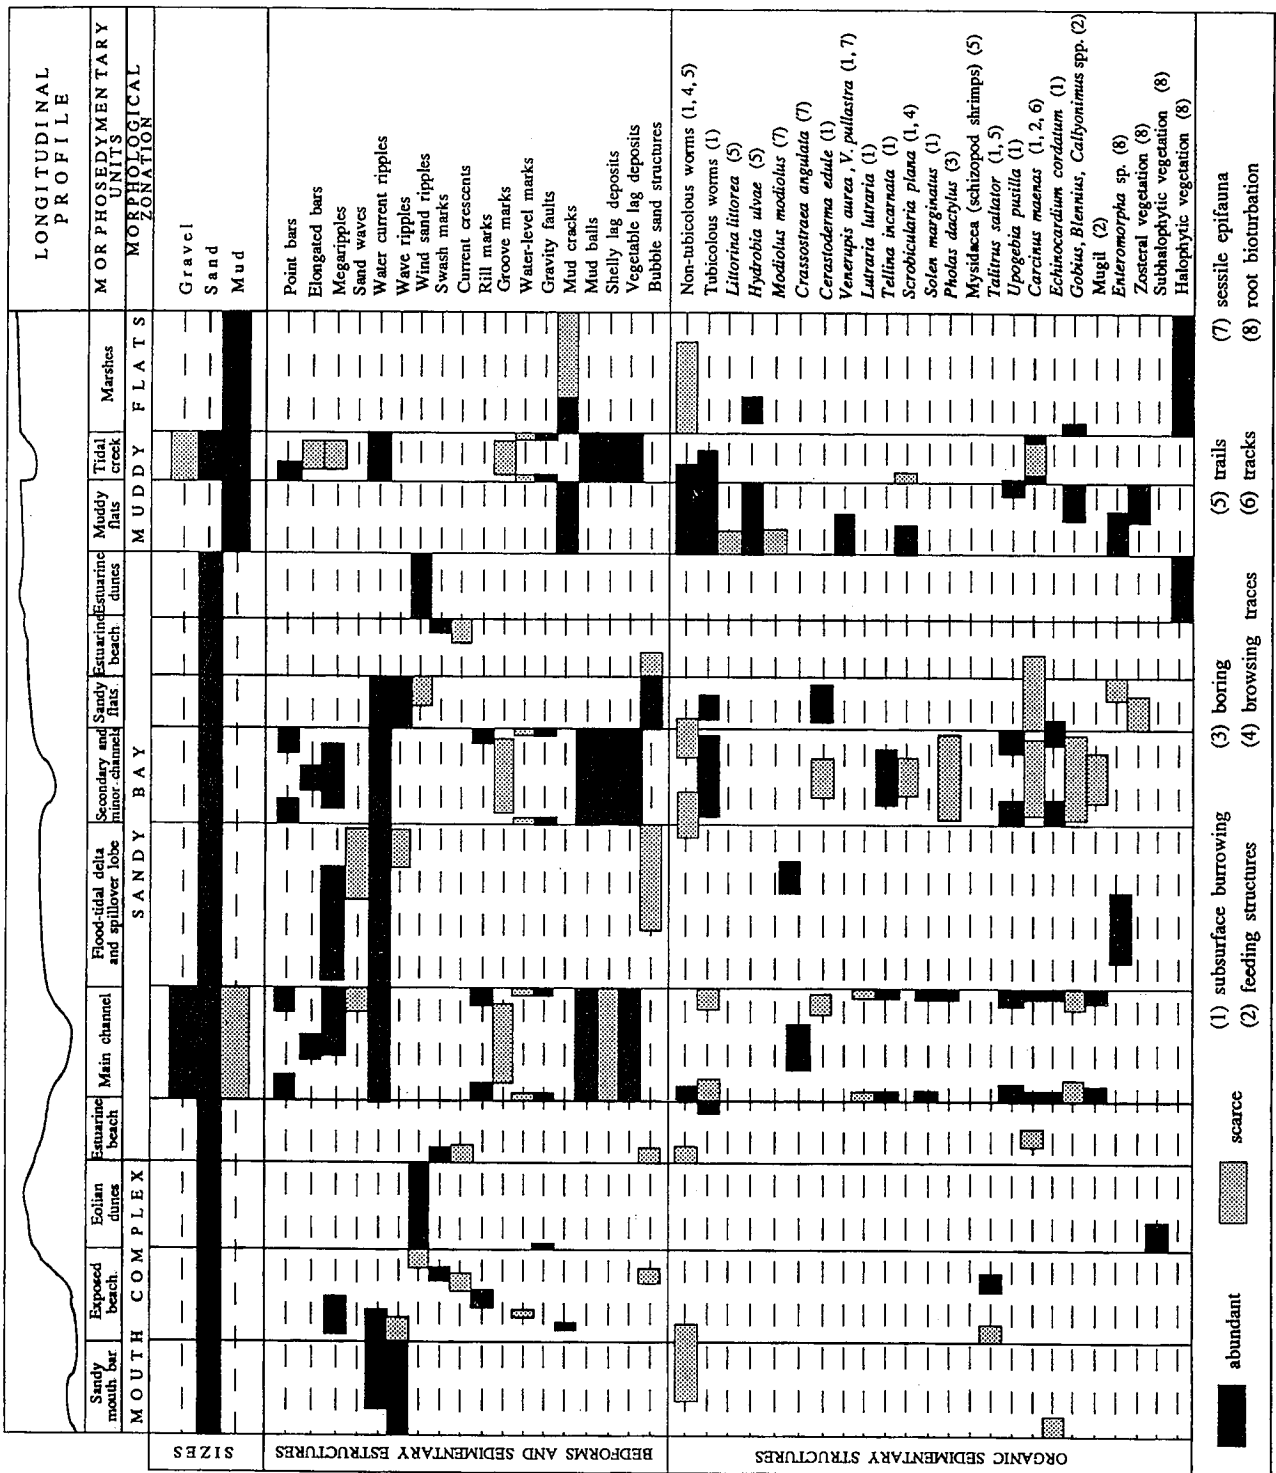 LONGITUDINAL
PROFILE
MORPHOSEDYMENTARY
UNITS
MORPHOLOGICAL
ZONATION
Gravel
Sand
Mud
Point bars
Elongated bars
Megaripples
Sand waves
Water current ripples
Wave ripples
Wind sand ripples
Swash marks
Current crescents
Rill marks
Groove marks
Water-level marks
Gravity faults
Mud cracks
Mud balls
Shelly lag deposits
Vegetable lag deposits
Bubble sand structures
Non-tubicolous worms (1, 4, 5)
Tubicolous worms (1)
Littorina littorea (5)
Hydrobia ulvae (5)
Modiolus modiolus (7)
Crassostraea angulata (7)
Cerastoderma edule (1)
Venerupis aurea, V. pullastra (1, 7)
Lutraria lutraria (1)
Tellina incarnata (1)
Scrobicularia plana (1, 4)
Solen marginatus (1)
Pholas dactylus (3)
Mysidacea (schizopod shrimps) (5)
Talitrus saltator (1, 5)
Upogebia pusilla (1)
Carcinus maenas (1, 2, 6)
Echinocardium cordatum (1)
Gobius, Blennius, Callyonimus spp. (2)
Mugil (2)
Enteromorpha sp. (8)
Zosteral vegetation (8)
Subhalophytic vegetation (8)
Halophytic vegetation (8)
Marshes
Tidal
creek
Muddy
flats
Estuarine
dunes
Estuarine
beach
Sandy
flats
Secondary and
minor channels
Flood-tidal delta
and spillover lobe
Main channel
Estuarine
beach
Eolian
dunes
Exposed
beach.
Sandy
mouth bar
MUDDY FLATS
SANDY BAY
MOUTH COMPLEX
SIZES
BEDFORMS AND SEDIMENTARY ESTRUCTURES
ORGANIC SEDIMENTARY STRUCTURES
abundant
scarce
(1) subsurface burrowing
(2) feeding structures
(3) boring
(4) browsing traces
(5) trails
(6) tracks
(7) sessile epifauna
(8) root bioturbation